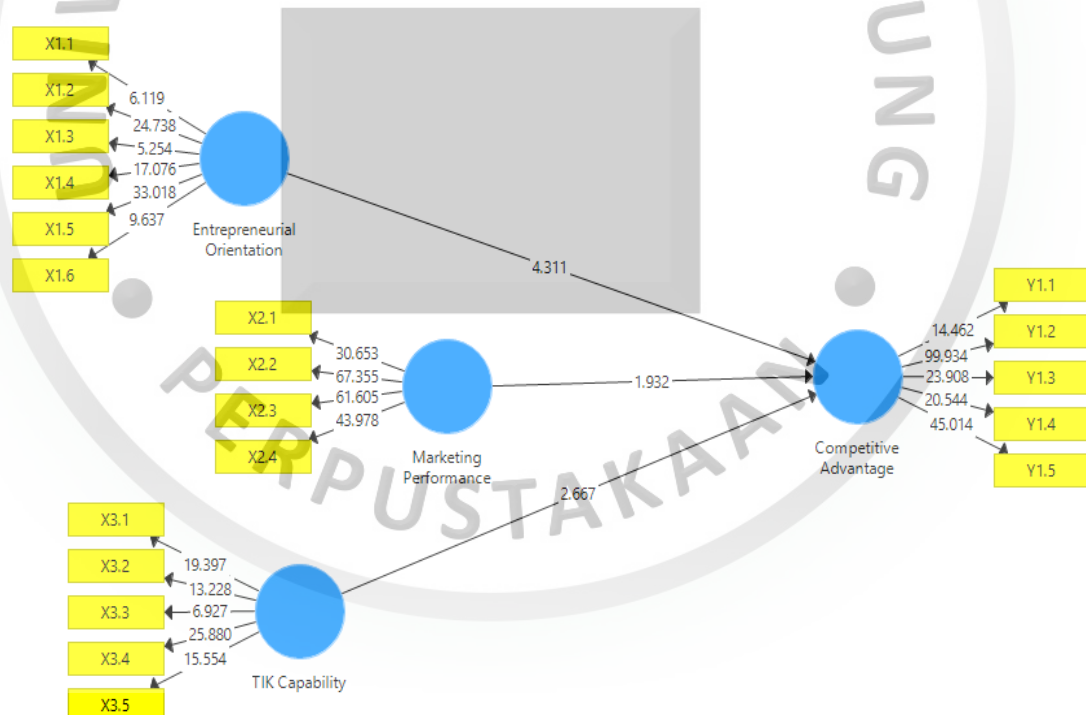 X1.1
X1.2
X1.3
X1.4
X1.5
X1.6
6.119
24.738
5.254
17.076
33.018
9.637
Entrepreneurial
Orientation
4.311
X2.1
X2.2
X2.3
X2.4
30.653
67.355
61.605
43.978
Marketing
Performance
1.932
X3.1
X3.2
X3.3
X3.4
X3.5
19.397
13.228
6.927
25.880
15.554
TIK Capability
2.667
Competitive
Advantage
14.462
99.934
23.908
20.544
45.014
Y1.1
Y1.2
Y1.3
Y1.4
Y1.5
UNG
PERPUSTAKAAN